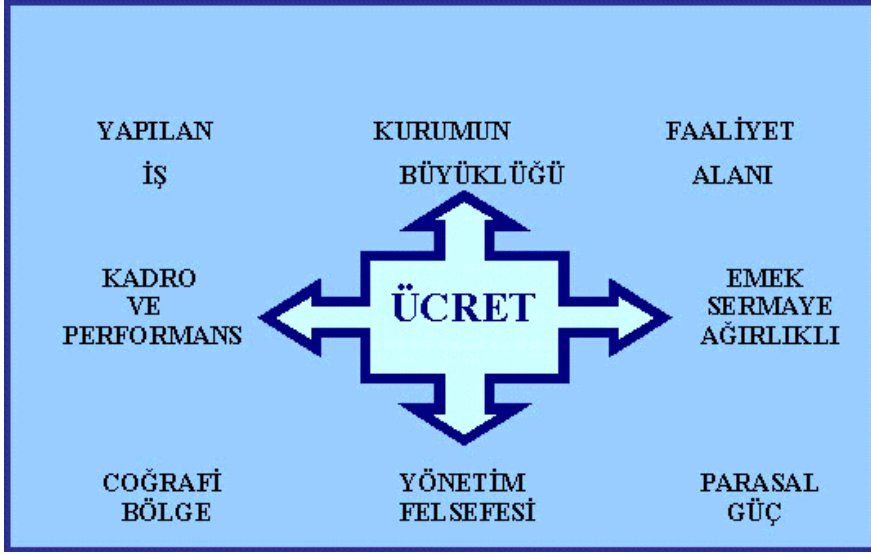 YAPILAN
İŞ
KURUMUN
BÜYÜKLÜĞÜ
FAALİYET
ALANI
KADRO
VE
PERFORMANS
ÜCRET
EMEK
SERMAYE
AĞIRLIKLI
COĞRAFİ
BÖLGE
YÖNETİM
FELSEFESİ
PARASAL
GÜÇ